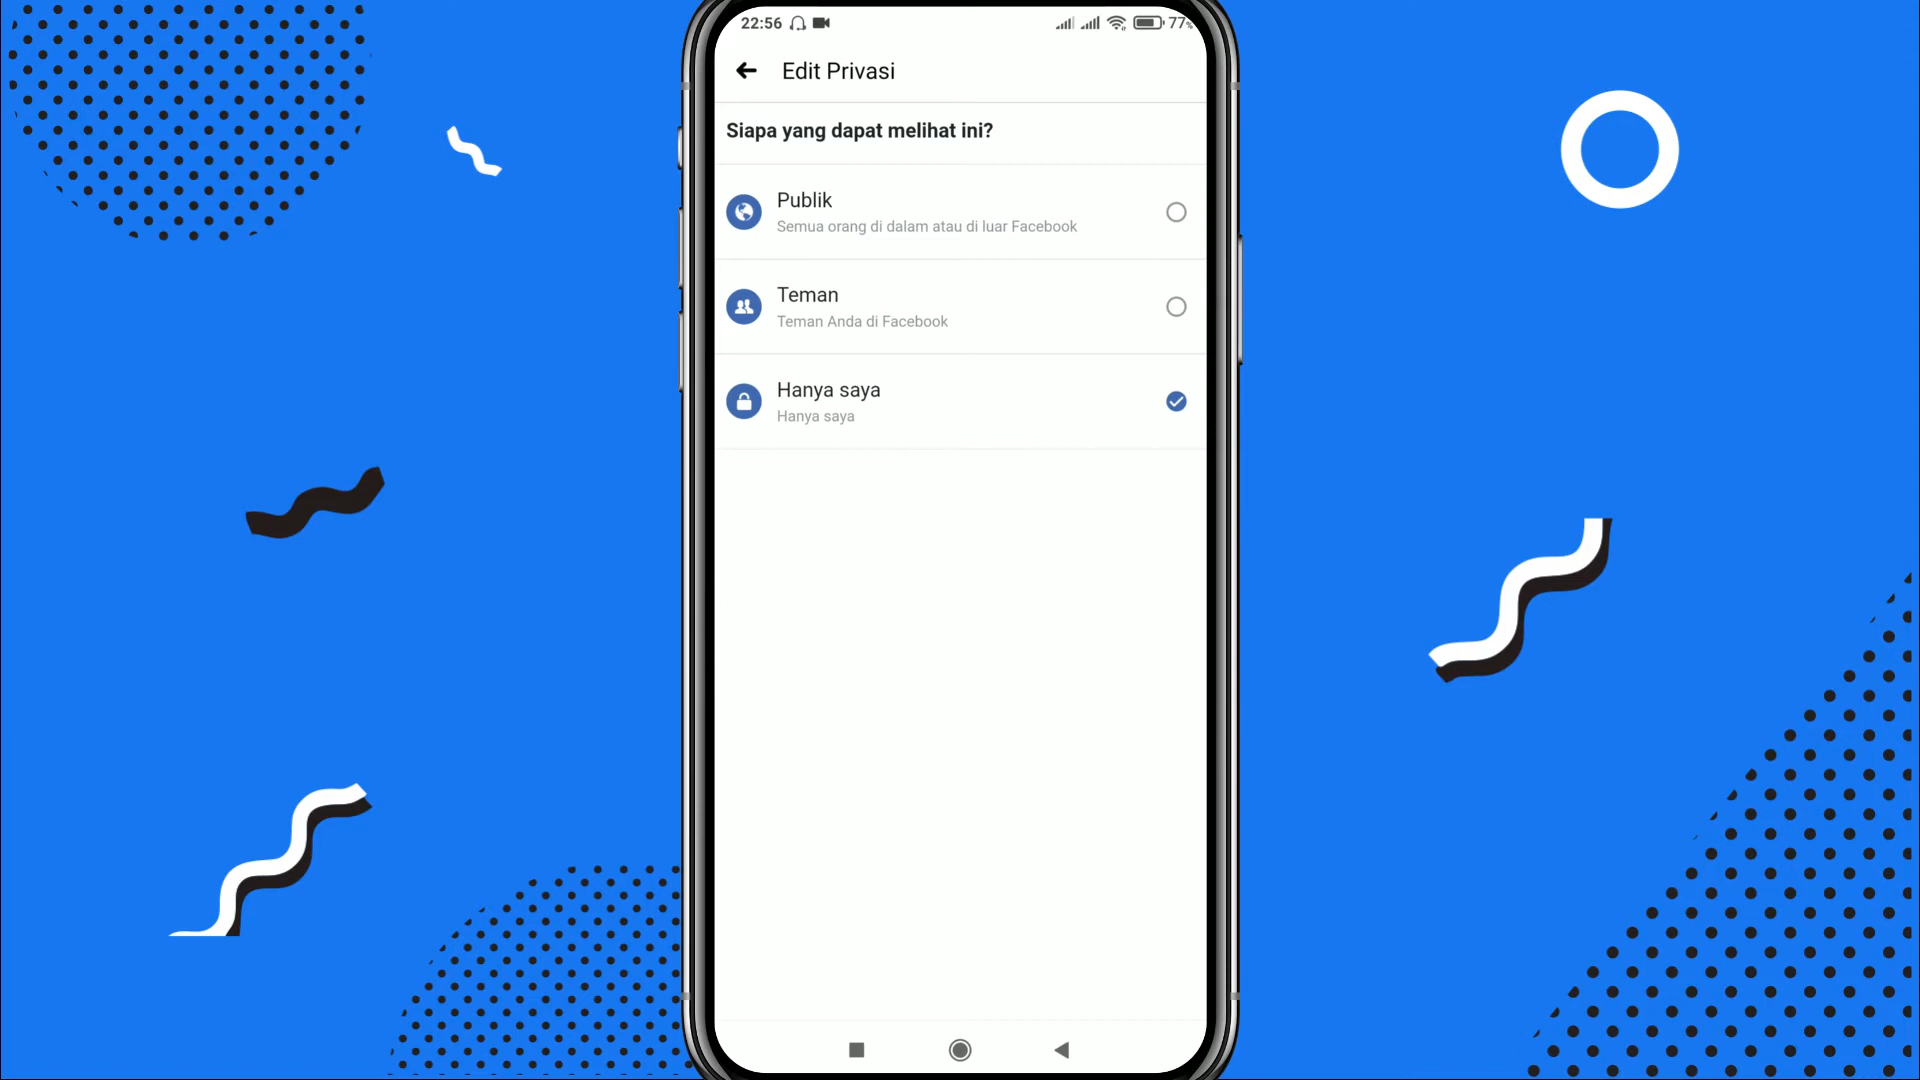 22:56 77%
Edit Privasi
Siapa yang dapat melihat ini?
Publik
Semua orang di dalam atau di luar Facebook
Teman
Teman Anda di Facebook
Hanya saya
Hanya saya